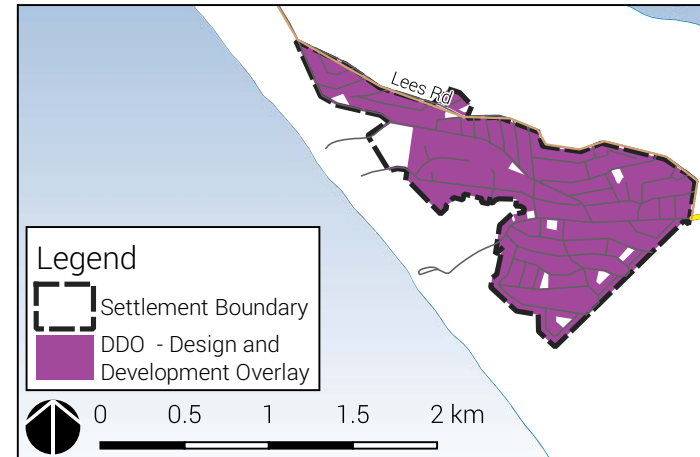 Lees Rd
Legend
Settlement Boundary
DDO - Design and
Development Overlay
0 0.5 1 1.5 2 km